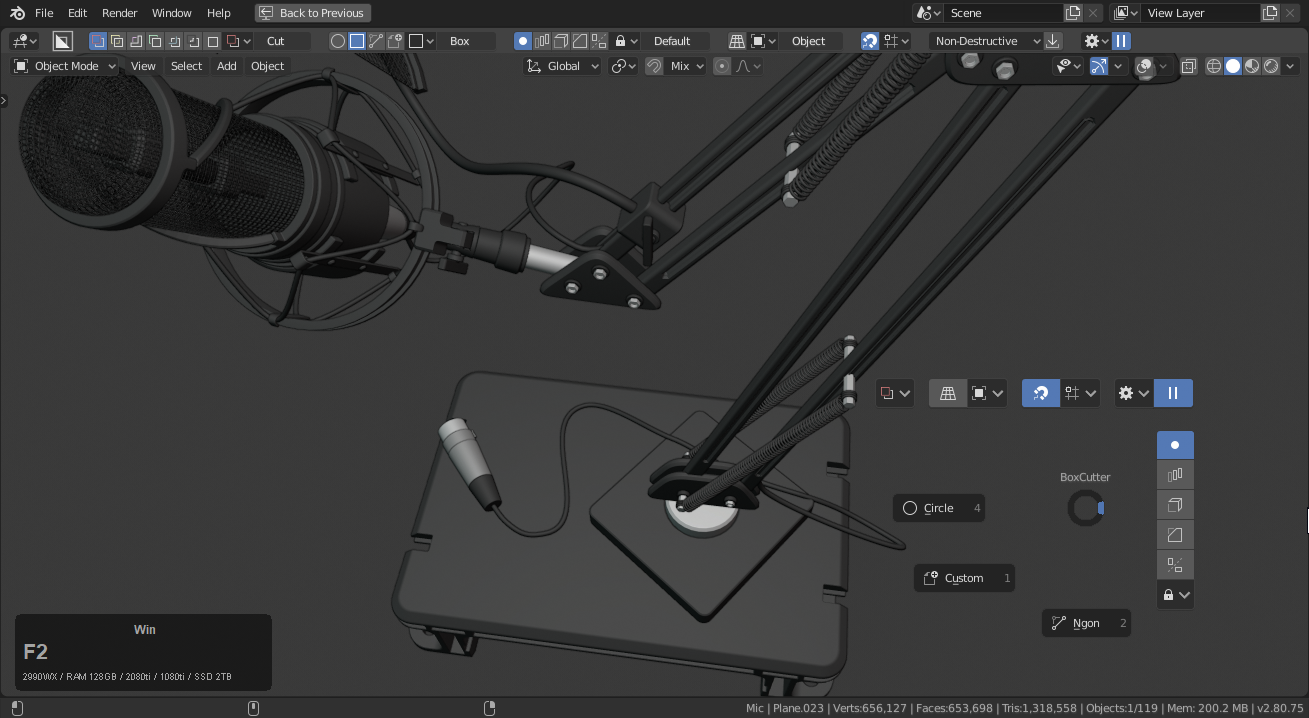 File Edit Render Window Help Back to Previous Scene View Layer
Cut Box Default Object Non-Destructive
Object Mode View Select Add Object Global Mix
BoxCutter
Circle 4
Custom 1
Ngon 2
Win
F2
2990WX / RAM 128GB / 2080ti / 1080ti / SSD 2TB
Mic | Plane.023 | Verts:656,127 | Faces:653,698 | Tris:1,318,558 | Objects:1/119 | Mem: 200.2 MB | v2.80.75